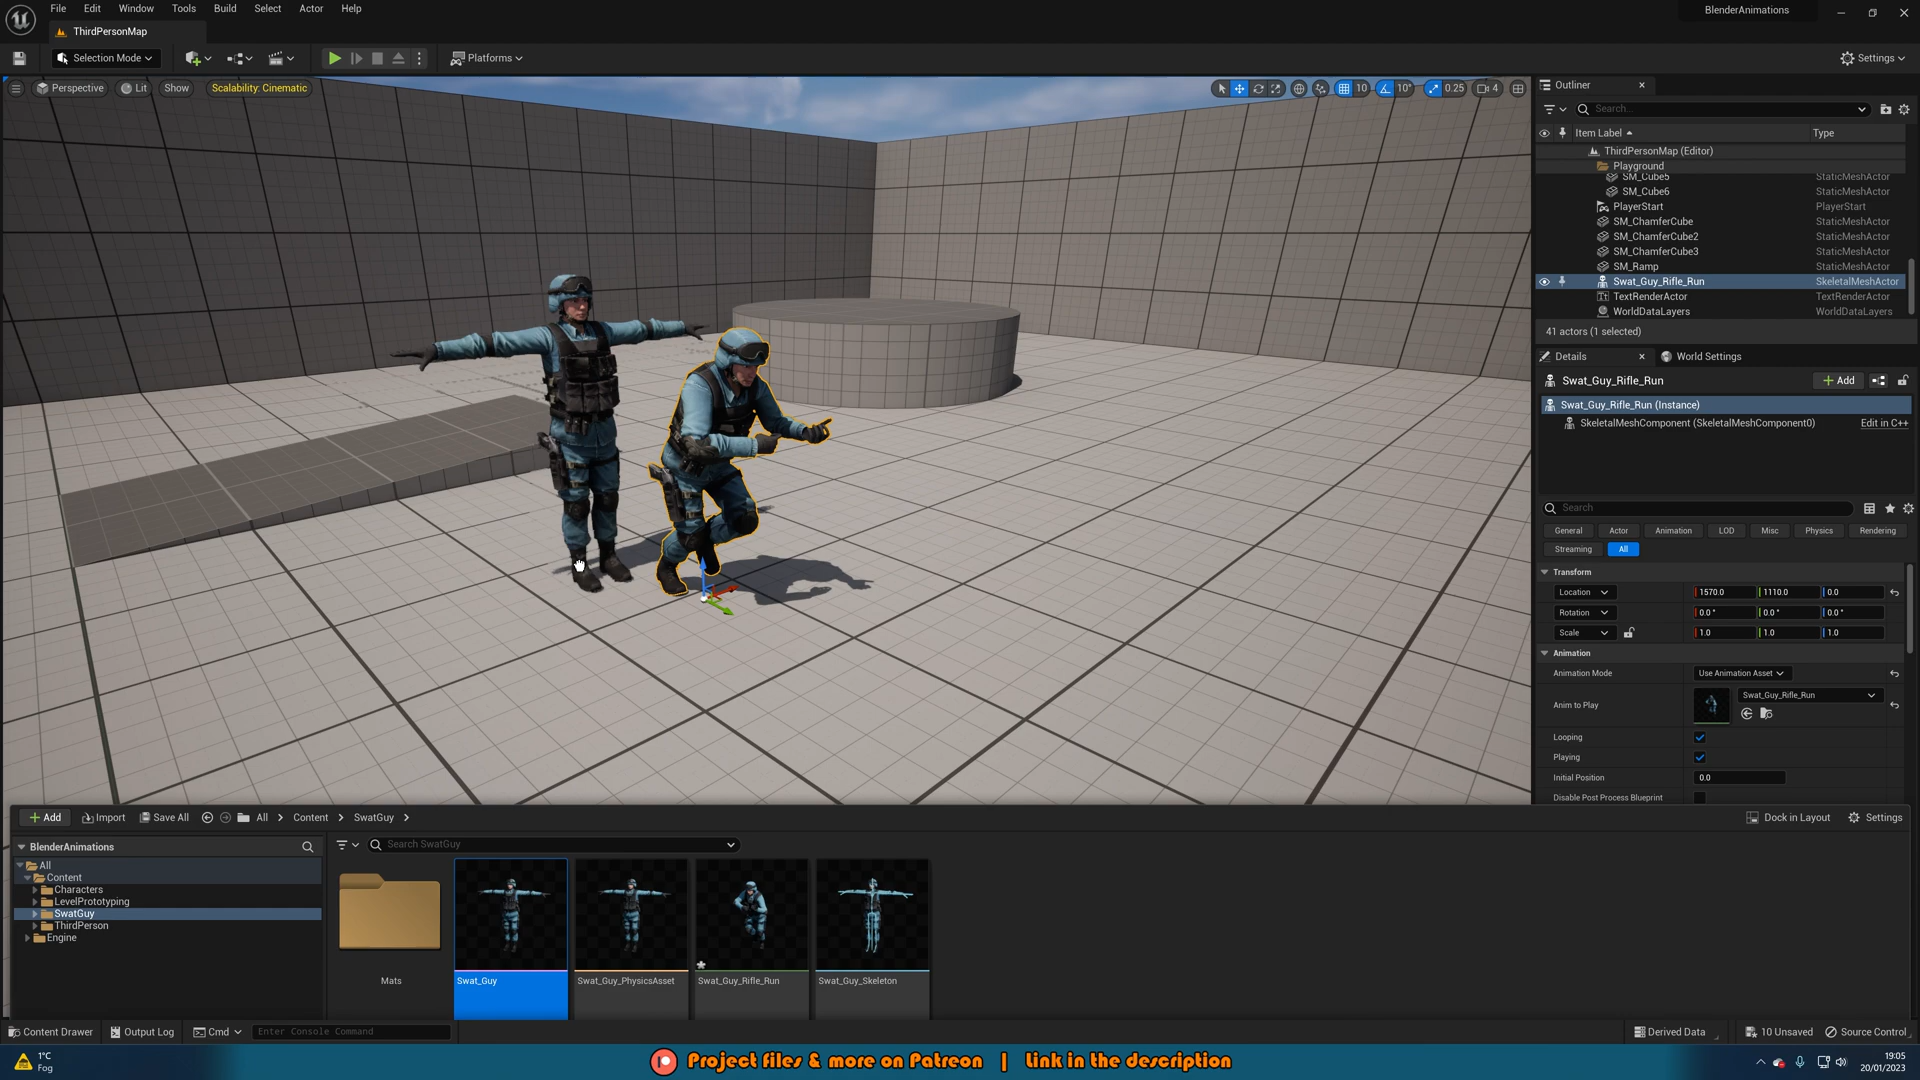 File Edit Window Tools Build Select Actor Help
BlenderAnimations
ThirdPersonMap
Selection Mode
Platforms
Settings
Perspective Lit Show Scalability: Cinematic
10 10° 0.25 4
Outliner
Search...
Item Label Type
ThirdPersonMap (Editor)
Playground
SM_Cube5 StaticMeshActor
SM_Cube6 StaticMeshActor
PlayerStart PlayerStart
SM_ChamferCube StaticMeshActor
SM_ChamferCube2 StaticMeshActor
SM_ChamferCube3 StaticMeshActor
SM_Ramp StaticMeshActor
Swat_Guy_Rifle_Run SkeletalMeshActor
TextRenderActor TextRenderActor
WorldDataLayers WorldDataLayers
41 actors (1 selected)
Details World Settings
Swat_Guy_Rifle_Run Add
Swat_Guy_Rifle_Run (Instance)
SkeletalMeshComponent (SkeletalMeshComponent0) Edit in C++
Search
General Actor Animation LOD Misc Physics Rendering
Streaming All
Transform
Location 1570.0 1110.0 0.0
Rotation 0.0 ° 0.0 ° 0.0 °
Scale 1.0 1.0 1.0
Animation
Animation Mode Use Animation Asset
Anim to Play Swat_Guy_Rifle_Run
Looping
Playing
Initial Position 0.0
Disable Post Process Blueprint
Add Import Save All All Content SwatGuy
Dock in Layout Settings
BlenderAnimations
Search SwatGuy
All
Content
Characters
LevelPrototyping
SwatGuy
ThirdPerson
Engine
Mats
Swat_Guy
Swat_Guy_PhysicsAsset
Swat_Guy_Rifle_Run
Swat_Guy_Skeleton
Content Drawer Output Log Cmd Enter Console Command
Derived Data 10 Unsaved Source Control
1°C
Fog
Project files & more on Patreon | Link in the description
19:05
20/01/2023